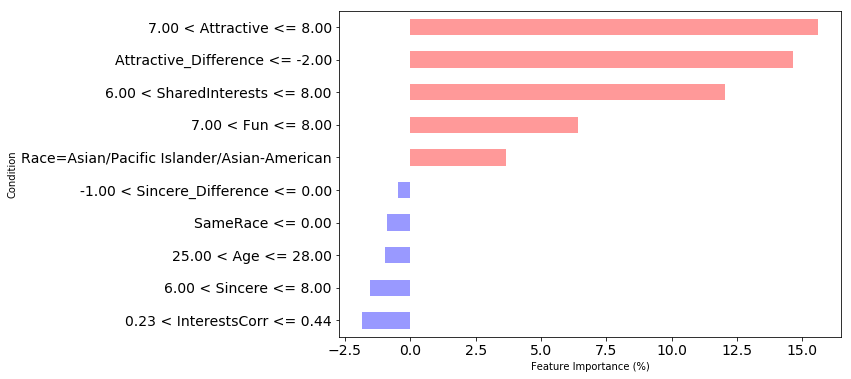 7.00 < Attractive <= 8.00
Attractive_Difference <= -2.00
6.00 < SharedInterests <= 8.00
7.00 < Fun <= 8.00
Race=Asian/Pacific Islander/Asian-American
-1.00 < Sincere_Difference <= 0.00
SameRace <= 0.00
25.00 < Age <= 28.00
6.00 < Sincere <= 8.00
0.23 < InterestsCorr <= 0.44
Condition
−2.5 0.0 2.5 5.0 7.5 10.0 12.5 15.0
Feature Importance (%)